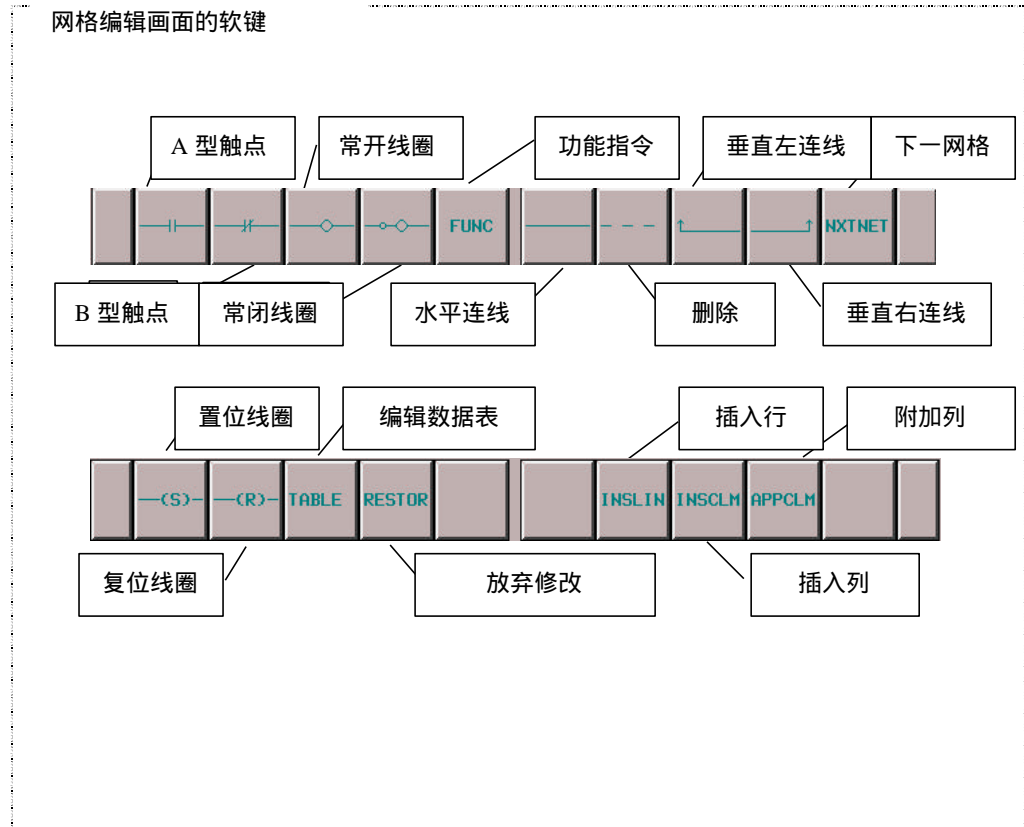 网格编辑画面的软键
A 型触点
常开线圈
功能指令
垂直左连线
下一网格
FUNC
NXTNET
B 型触点
常闭线圈
水平连线
删除
垂直右连线
置位线圈
编辑数据表
插入行
附加列
(S)
(R)
TABLE
RESTOR
INSLIN
INSCLM
APPCLM
复位线圈
放弃修改
插入列